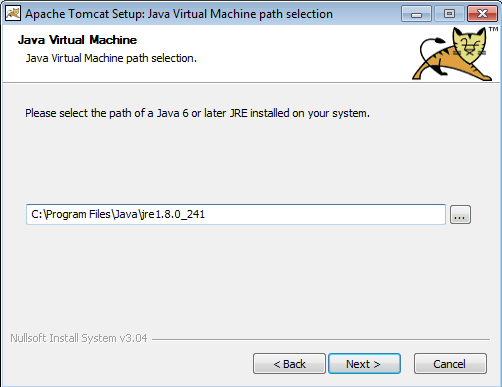 Apache Tomcat Setup: Java Virtual Machine path selection
Java Virtual Machine
Java Virtual Machine path selection.
TM
Please select the path of a Java 6 or later JRE installed on your system.
C:\Program Files\Java\jre1.8.0_241
...
Nullsoft Install System v3.04
< Back Next > Cancel